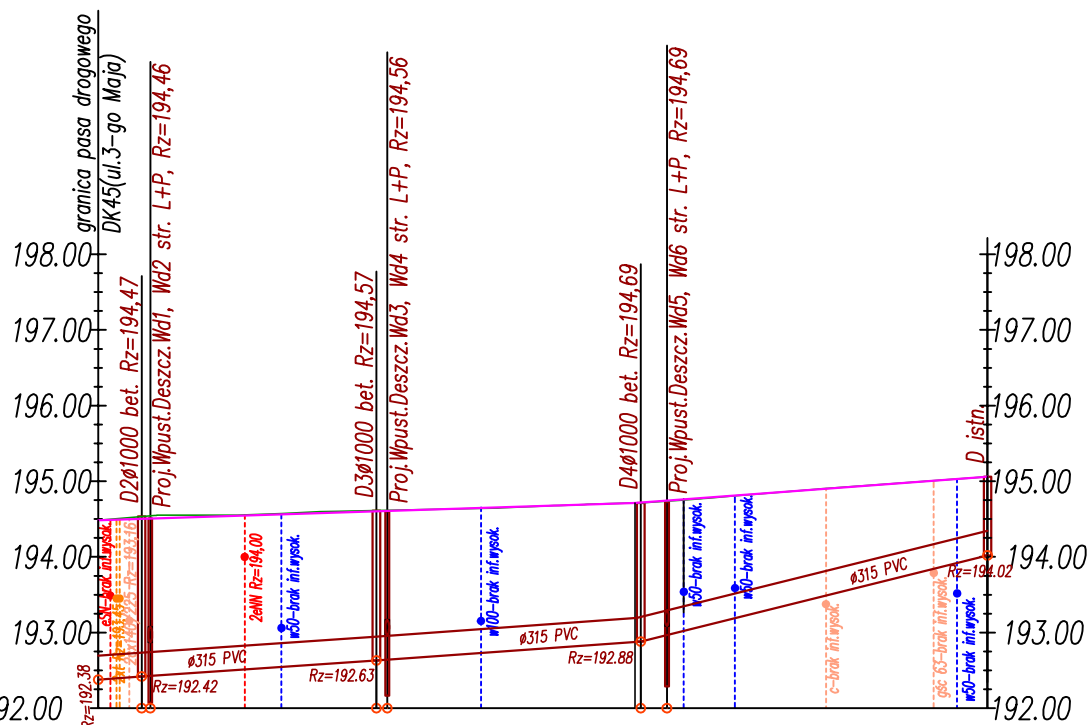 granica pasa drogowego
DK45(ul.3-go Maja)
D2ø1000 bet. Rz=194,47
Proj.Wpust.Deszcz.Wd1, Wd2 str. L+P, Rz=194,46
D3ø1000 bet. Rz=194,57
Proj.Wpust.Deszcz.Wd3, Wd4 str. L+P, Rz=194,56
D4ø1000 bet. Rz=194,69
Proj.Wpust.Deszcz.Wd5, Wd6 str. L+P, Rz=194,69
D istn.
198.00
197.00
196.00
195.00
194.00
193.00
92.00
198.00
197.00
196.00
195.00
194.00
193.00
192.00
eSN-brak inf.wysok.
2eNN Rz=194,00
w50-brak inf.wysok.
w100-brak inf.wysok.
w50-brak inf.wysok.
w50-brak inf.wysok.
c-brak inf.wysok.
gśc 63-brak inf.wysok.
w50-brak inf.wysok.
ø315 PVC
ø315 PVC
ø315 PVC
Rz=192.38
Rz=192.42
Rz=192.63
Rz=192.88
Rz=194.02